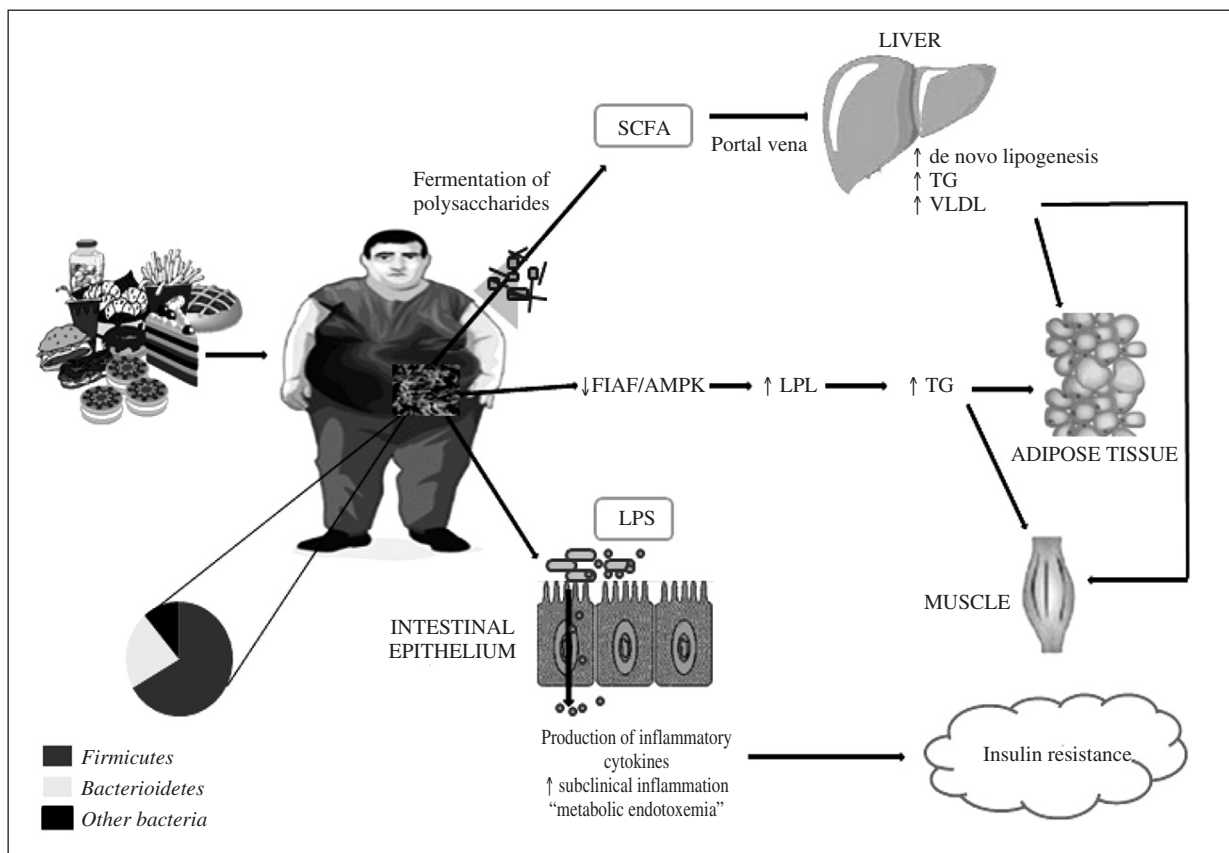 LIVER
SCFA
Portal vena
↑ de novo lipogenesis
↑ TG
↑ VLDL
Fermentation of
polysaccharides
↓FIAF/AMPK
↑ LPL
↑ TG
ADIPOSE TISSUE
LPS
MUSCLE
INTESTINAL
EPITHELIUM
Production of inflammatory
cytokines
↑ subclinical inflammation
“metabolic endotoxemia”
Insulin resistance
Firmicutes
Bacterioidetes
Other bacteria